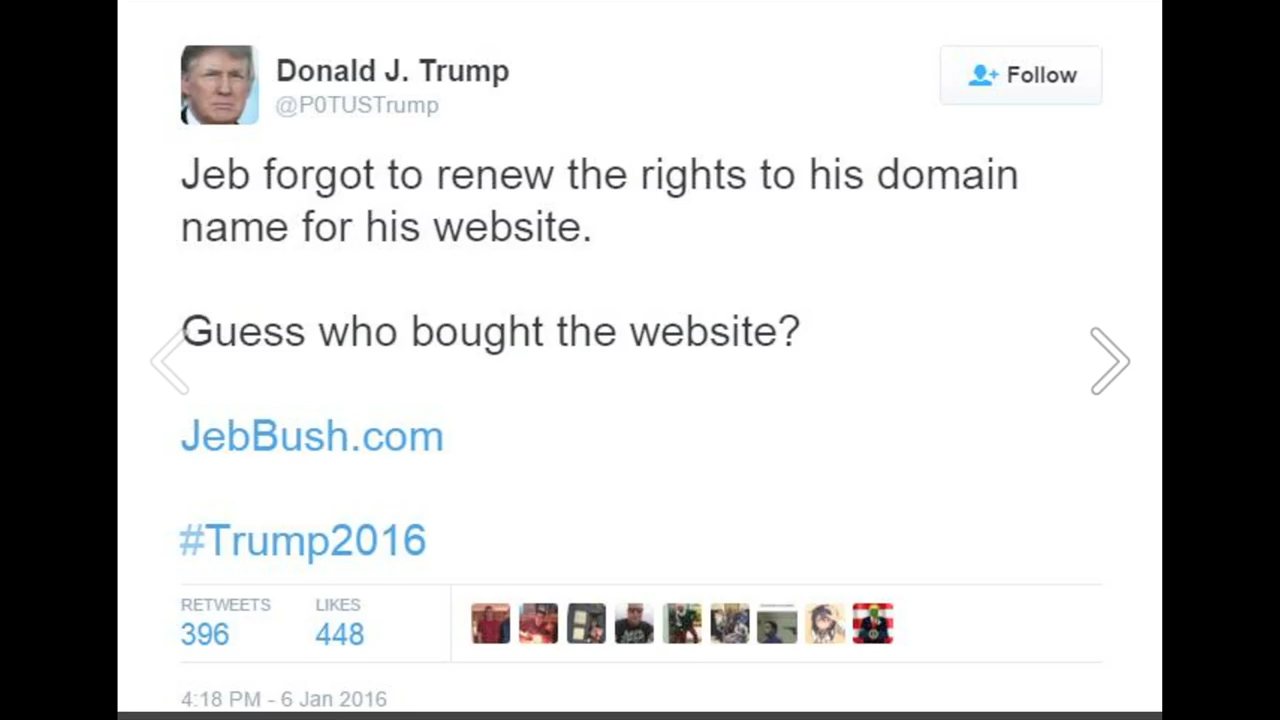 Donald J. Trump
@P0TUSTrump
Follow
Jeb forgot to renew the rights to his domain
name for his website.
Guess who bought the website?
JebBush.com
#Trump2016
RETWEETS LIKES
396 448
4:18 PM - 6 Jan 2016